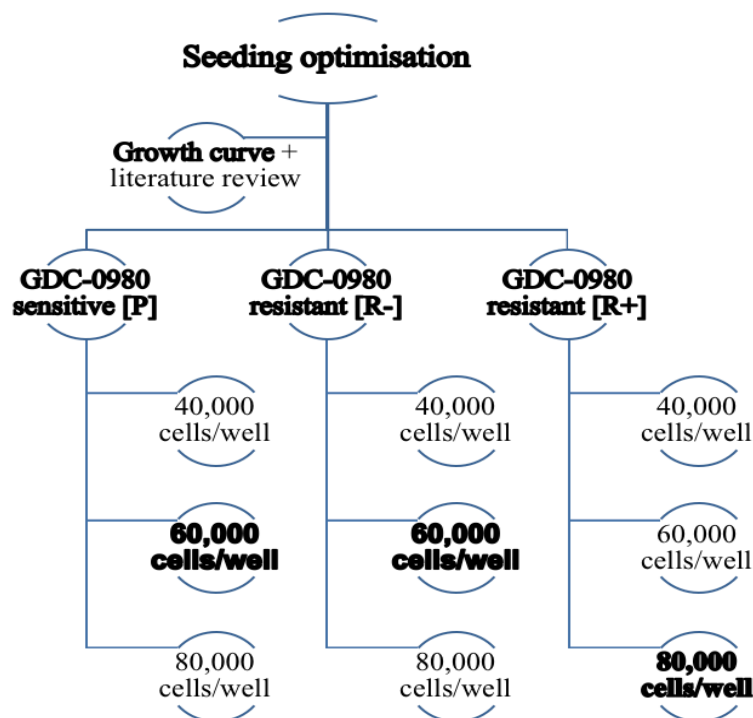 Seeding optimisation
Growth curve +
literature review
GDC-0980
sensitive [P]
GDC-0980
resistant [R-]
GDC-0980
resistant [R+]
40,000
cells/well
40,000
cells/well
40,000
cells/well
60,000
cells/well
60,000
cells/well
60,000
cells/well
80,000
cells/well
80,000
cells/well
80,000
cells/well